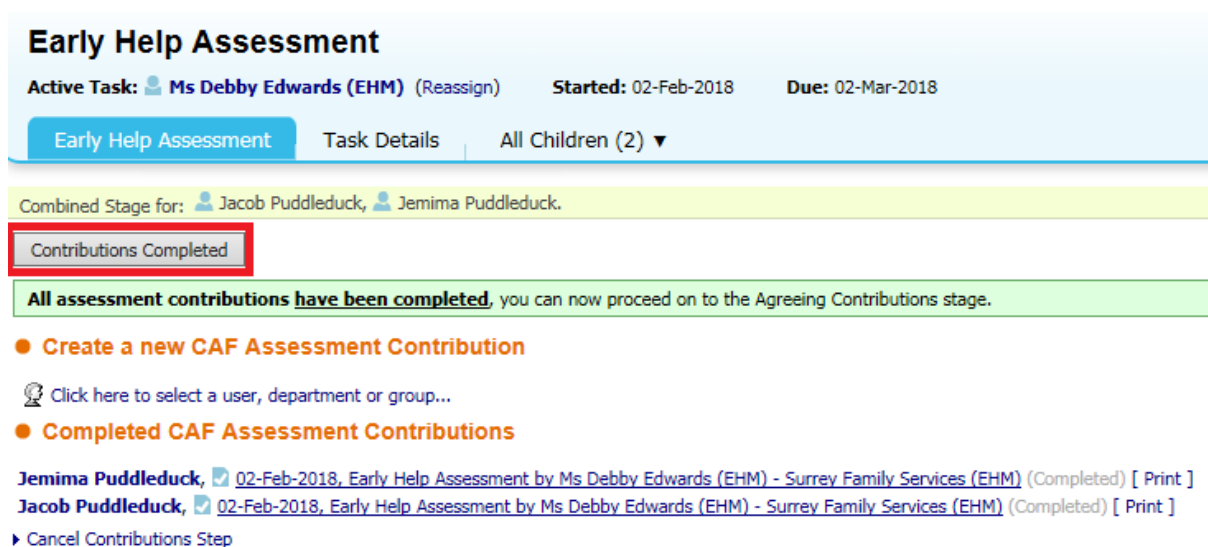 Early Help Assessment
Active Task: Ms Debby Edwards (EHM) (Reassign) Started: 02-Feb-2018 Due: 02-Mar-2018
Early Help Assessment Task Details All Children (2) ▼
Combined Stage for: Jacob Puddleduck, Jemima Puddleduck.
Contributions Completed
All assessment contributions have been completed, you can now proceed on to the Agreeing Contributions stage.
Create a new CAF Assessment Contribution
Click here to select a user, department or group...
Completed CAF Assessment Contributions
Jemima Puddleduck, 02-Feb-2018, Early Help Assessment by Ms Debby Edwards (EHM) - Surrey Family Services (EHM) (Completed) [ Print ]
Jacob Puddleduck, 02-Feb-2018, Early Help Assessment by Ms Debby Edwards (EHM) - Surrey Family Services (EHM) (Completed) [ Print ]
Cancel Contributions Step